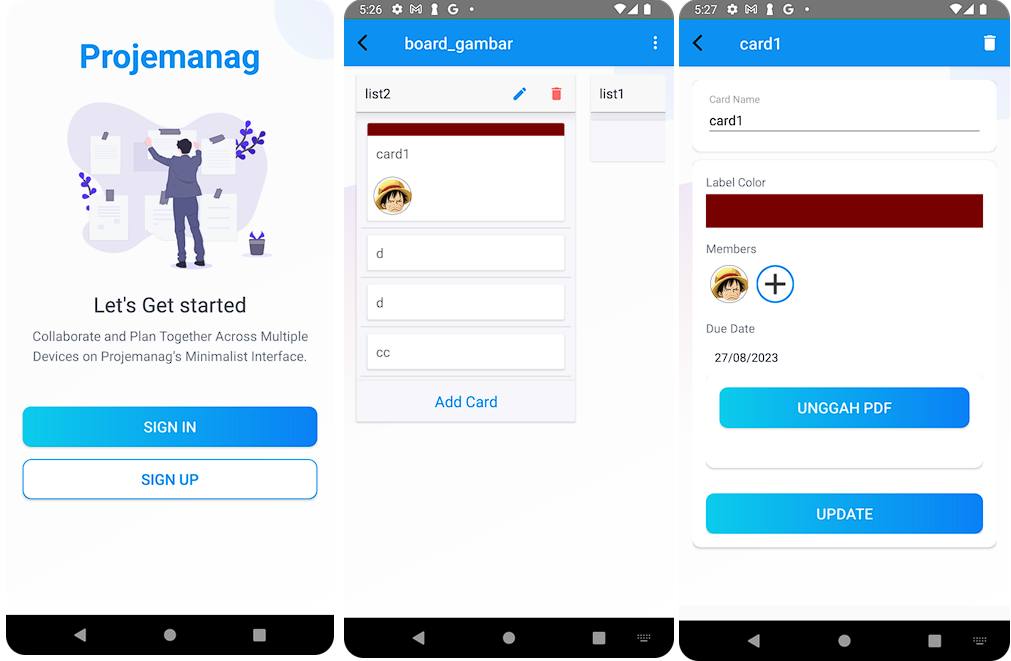 Projemanag
Let's Get started
Collaborate and Plan Together Across Multiple
Devices on Projemanag's Minimalist Interface.
SIGN IN
SIGN UP
5:26
board_gambar
list2
list1
card1
d
d
cc
Add Card
5:27
card1
Card Name
card1
Label Color
Members
Due Date
27/08/2023
UNGGAH PDF
UPDATE